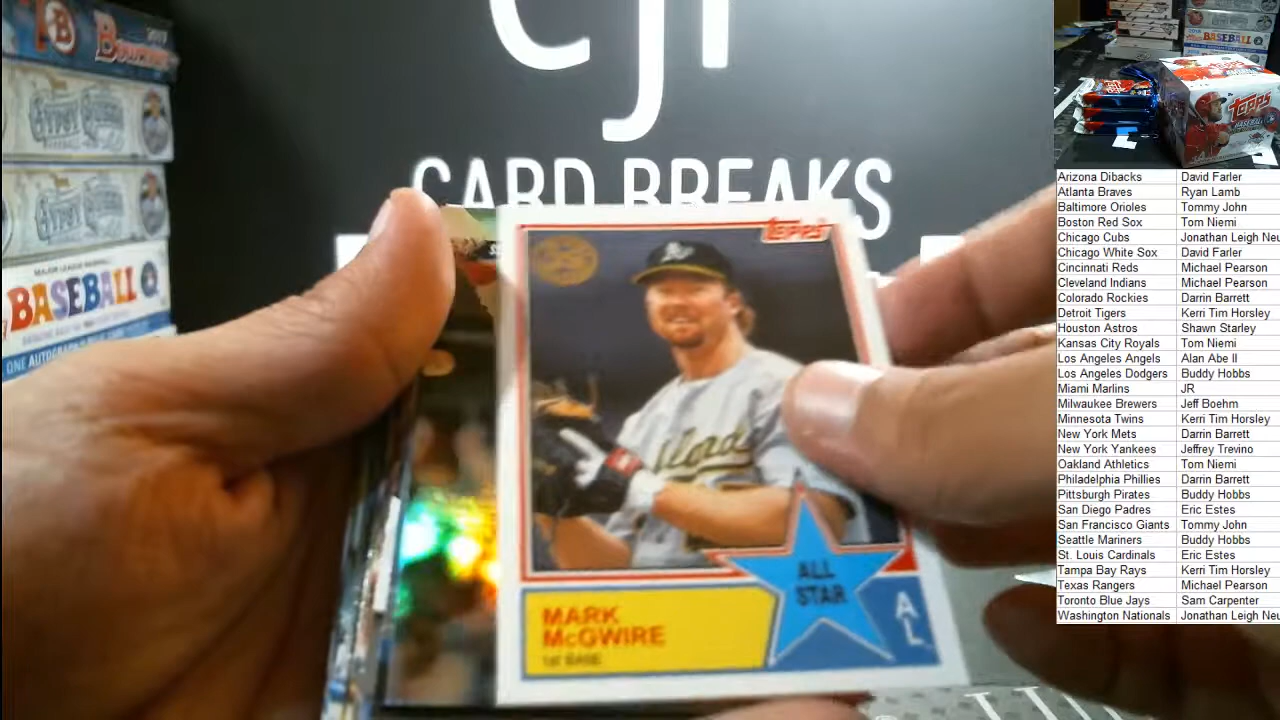 CJ
CARD BREAKS
Bowman
GYPSY QUEEN
GYPSY QUEEN
MAJOR LEAGUE BASEBALL
BASEBALL
ONE AUTOGRAPH
TOPPS
MARK
McGWIRE
1st BASE
ALL
STAR
AL
BASEBALL
TOPPS
BASEBALL
Arizona Dibacks David Farler
Atlanta Braves Ryan Lamb
Baltimore Orioles Tommy John
Boston Red Sox Tom Niemi
Chicago Cubs Jonathan Leigh Neu
Chicago White Sox David Farler
Cincinnati Reds Michael Pearson
Cleveland Indians Michael Pearson
Colorado Rockies Darrin Barrett
Detroit Tigers Kerri Tim Horsley
Houston Astros Shawn Starley
Kansas City Royals Tom Niemi
Los Angeles Angels Alan Abe II
Los Angeles Dodgers Buddy Hobbs
Miami Marlins JR
Milwaukee Brewers Jeff Boehm
Minnesota Twins Kerri Tim Horsley
New York Mets Darrin Barrett
New York Yankees Jeffrey Trevino
Oakland Athletics Tom Niemi
Philadelphia Phillies Darrin Barrett
Pittsburgh Pirates Buddy Hobbs
San Diego Padres Eric Estes
San Francisco Giants Tommy John
Seattle Mariners Buddy Hobbs
St. Louis Cardinals Eric Estes
Tampa Bay Rays Kerri Tim Horsley
Texas Rangers Michael Pearson
Toronto Blue Jays Sam Carpenter
Washington Nationals Jonathan Leigh Neu